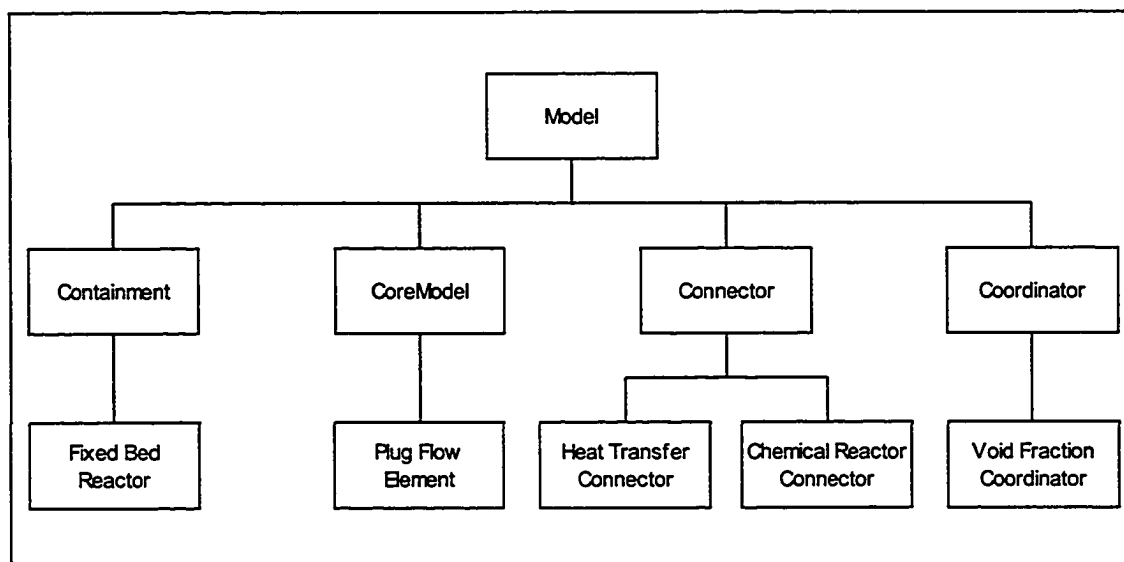 Model
Containment
CoreModel
Connector
Coordinator
Fixed Bed
Reactor
Plug Flow
Element
Heat Transfer
Connector
Chemical Reactor
Connector
Void Fraction
Coordinator